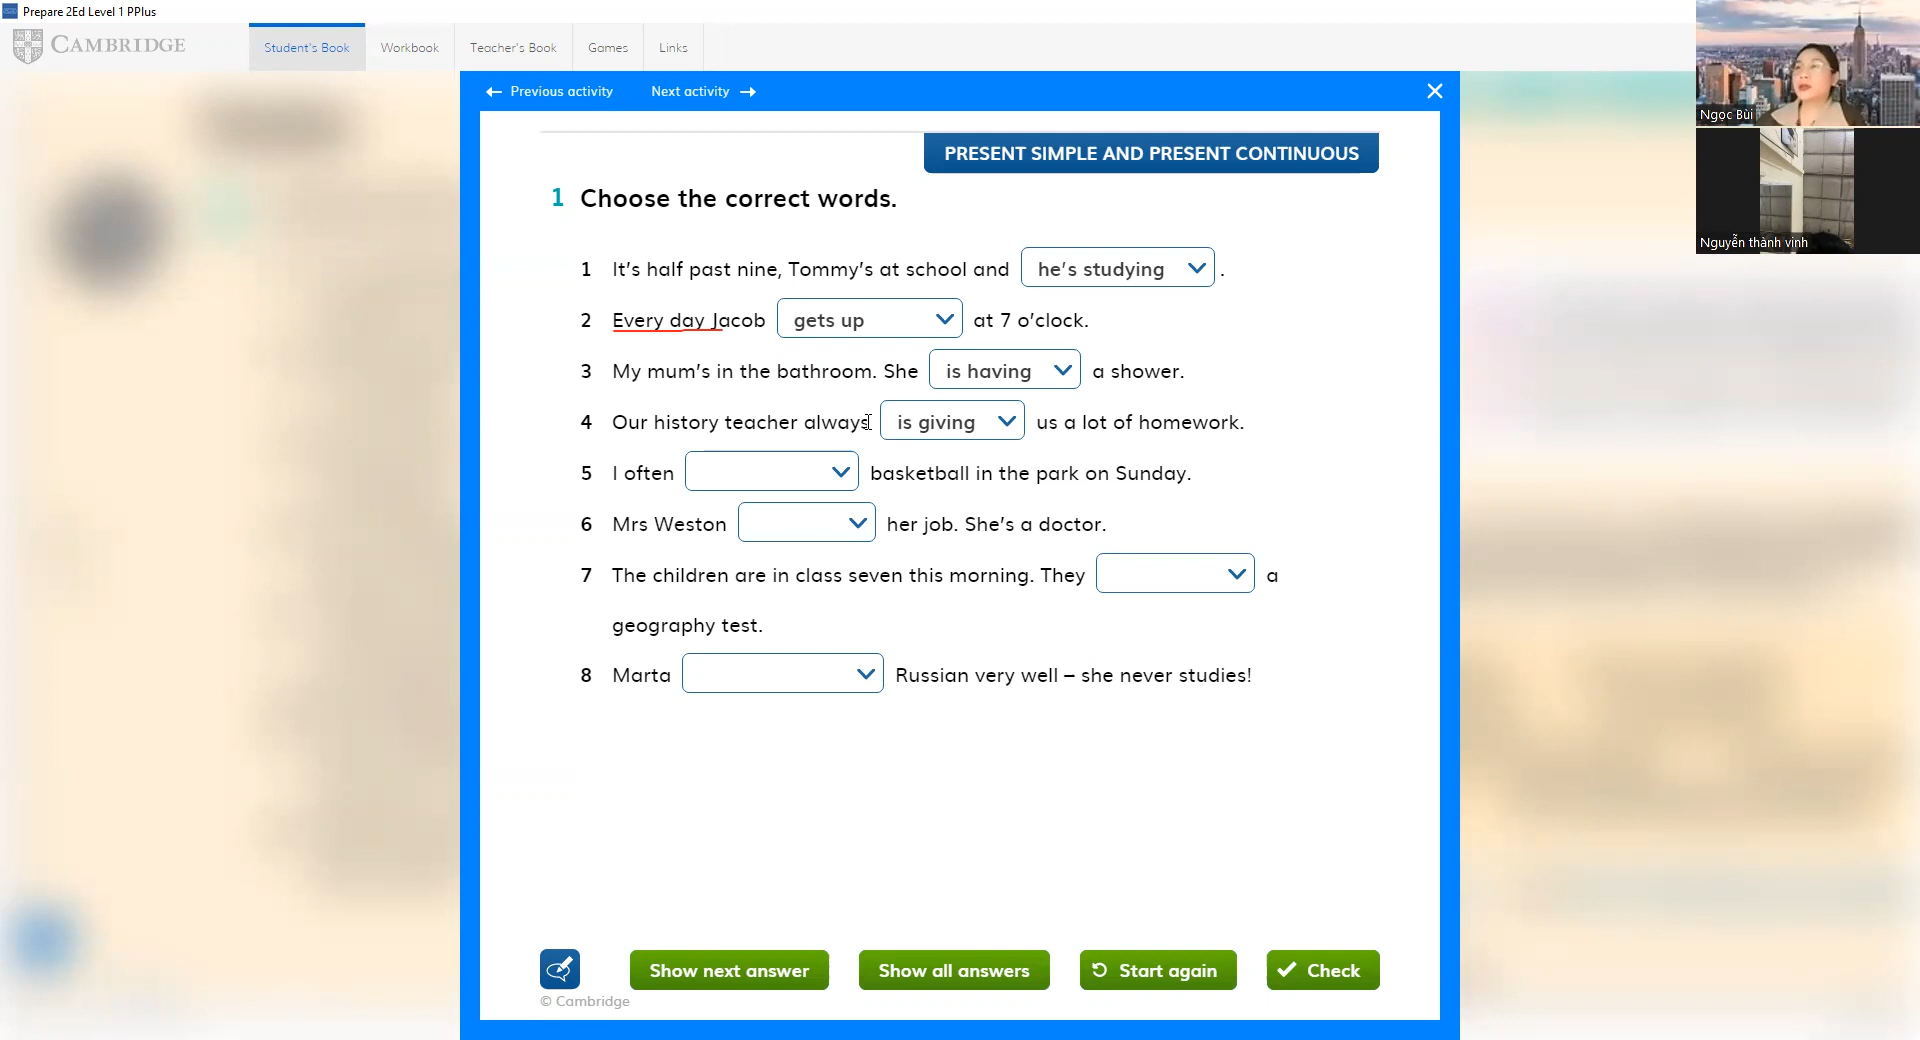 Prepare 2Ed Level 1 PPlus
CAMBRIDGE
Student's Book
Workbook
Teacher's Book
Games
Links
Previous activity
Next activity
PRESENT SIMPLE AND PRESENT CONTINUOUS
1 Choose the correct words.
1 It's half past nine, Tommy's at school and he's studying .
2 Every day Jacob gets up at 7 o'clock.
3 My mum's in the bathroom. She is having a shower.
4 Our history teacher always is giving us a lot of homework.
5 I often basketball in the park on Sunday.
6 Mrs Weston her job. She's a doctor.
7 The children are in class seven this morning. They a
geography test.
8 Marta Russian very well – she never studies!
Show next answer
Show all answers
Start again
Check
© Cambridge
Ngọc Bùi
Nguyễn thành vinh